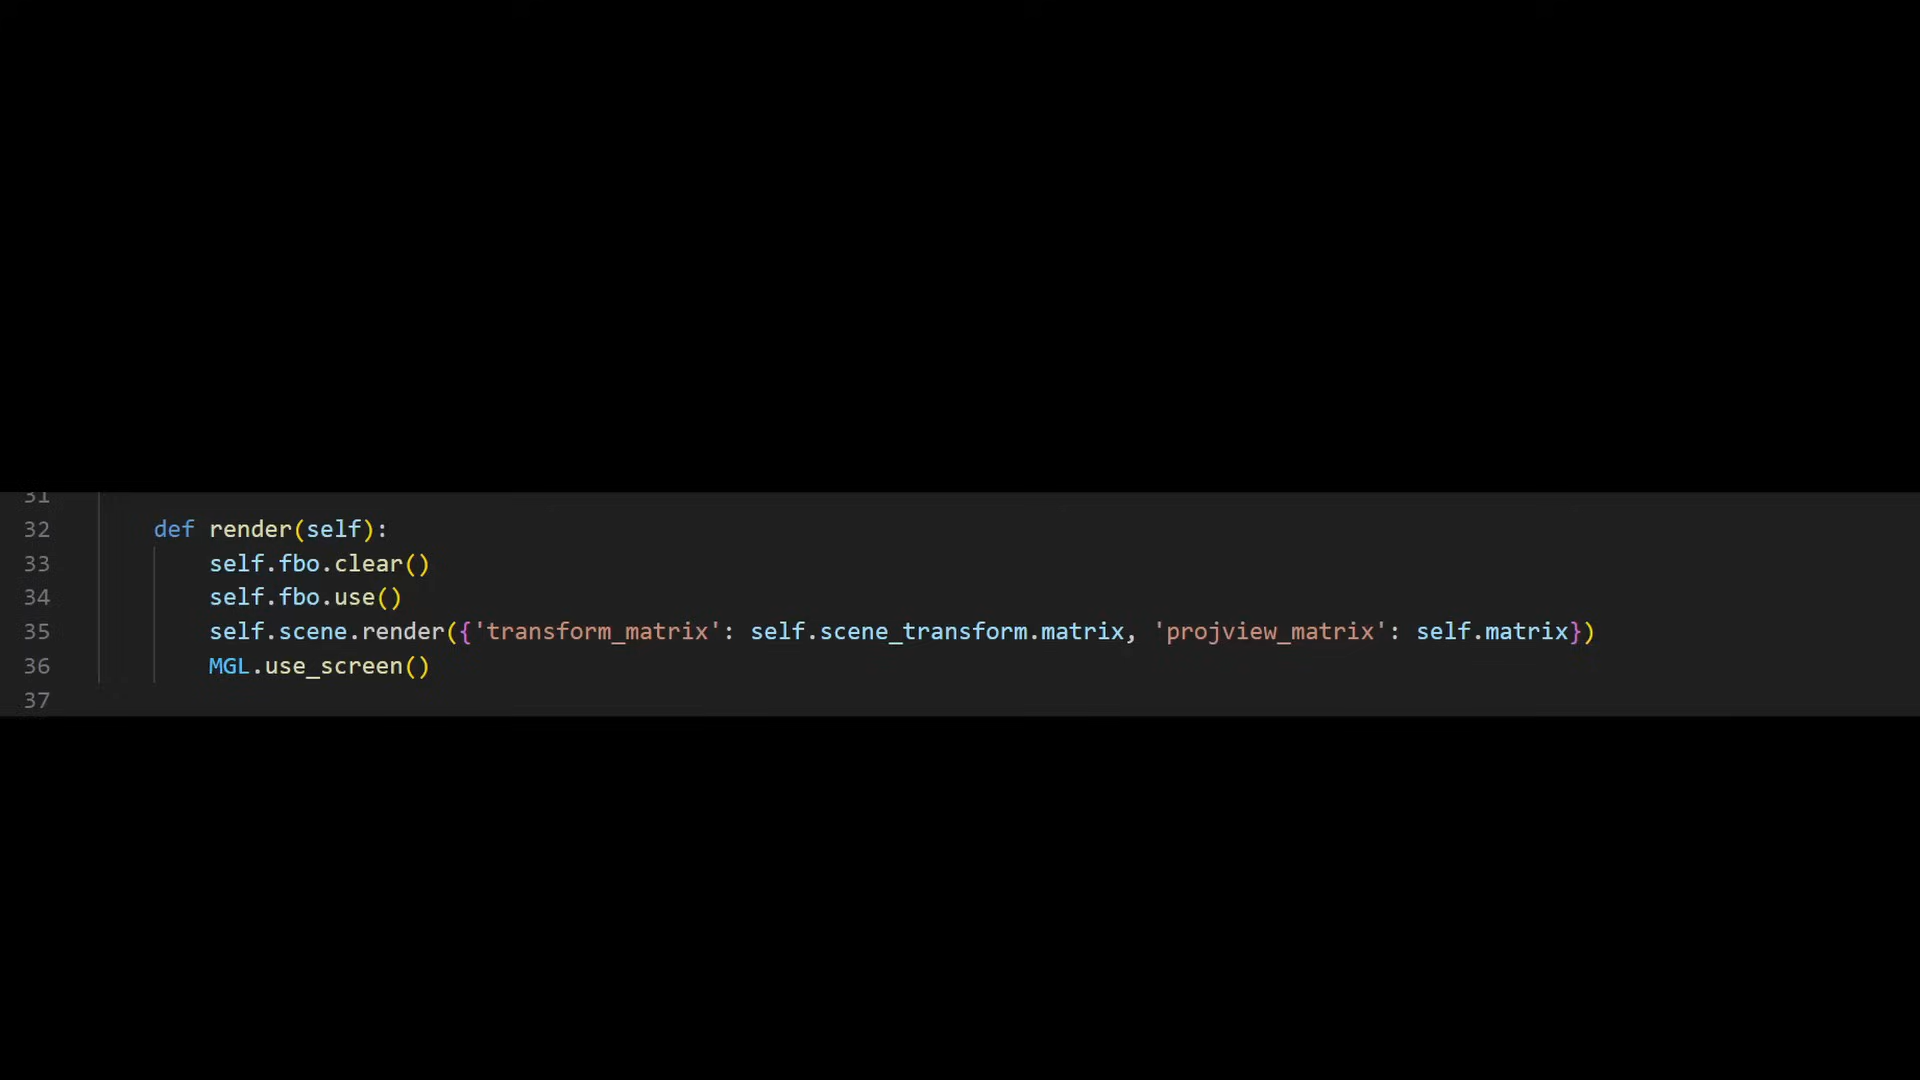 31
32 def render(self):
33 self.fbo.clear()
34 self.fbo.use()
35 self.scene.render({'transform_matrix': self.scene_transform.matrix, 'projview_matrix': self.matrix})
36 MGL.use_screen()
37